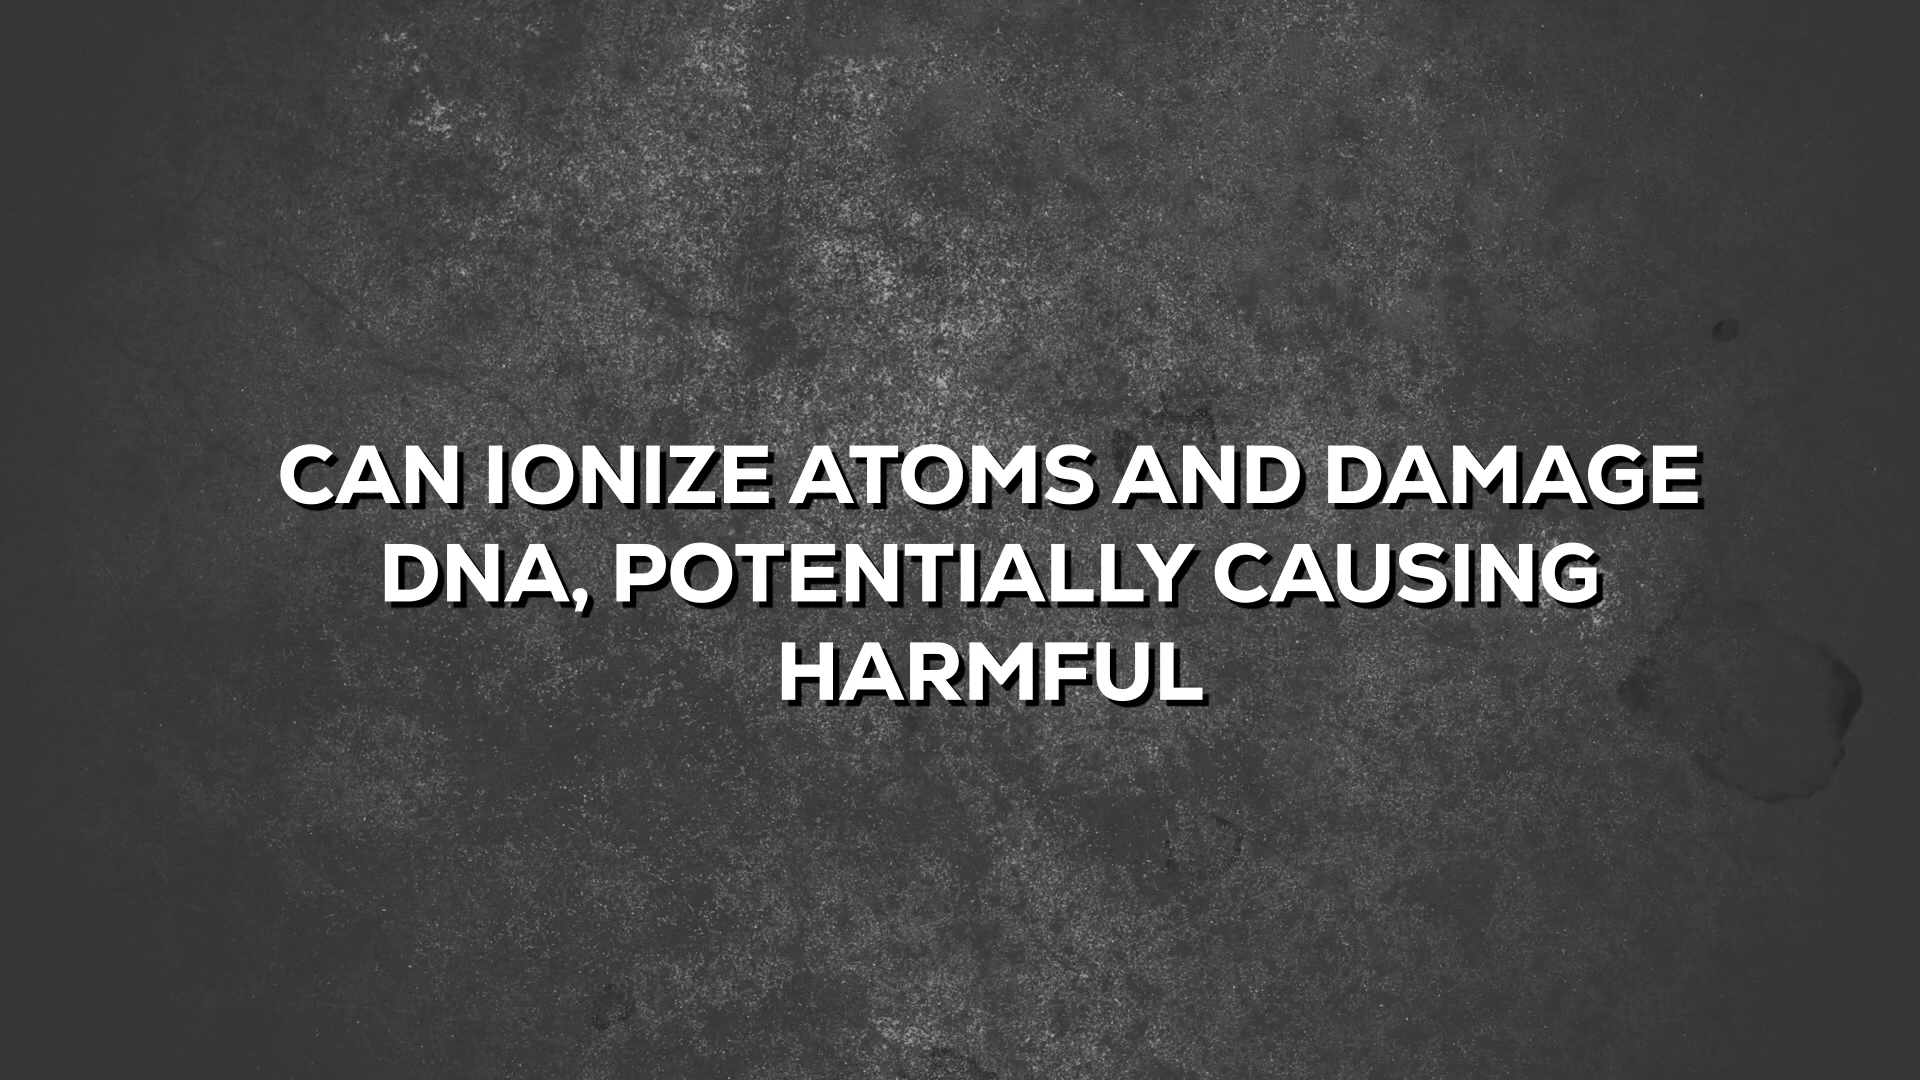 CAN IONIZE ATOMS AND DAMAGE
DNA, POTENTIALLY CAUSING
HARMFUL